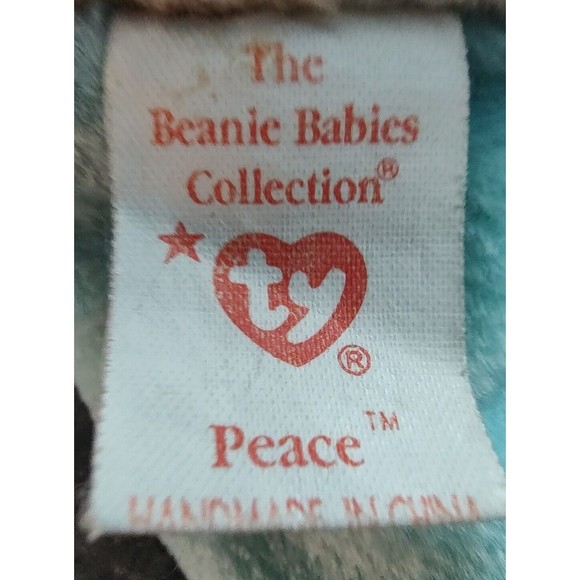 The
Beanie Babies
Collection®
ty®
Peace™
HANDMADE IN CHINA